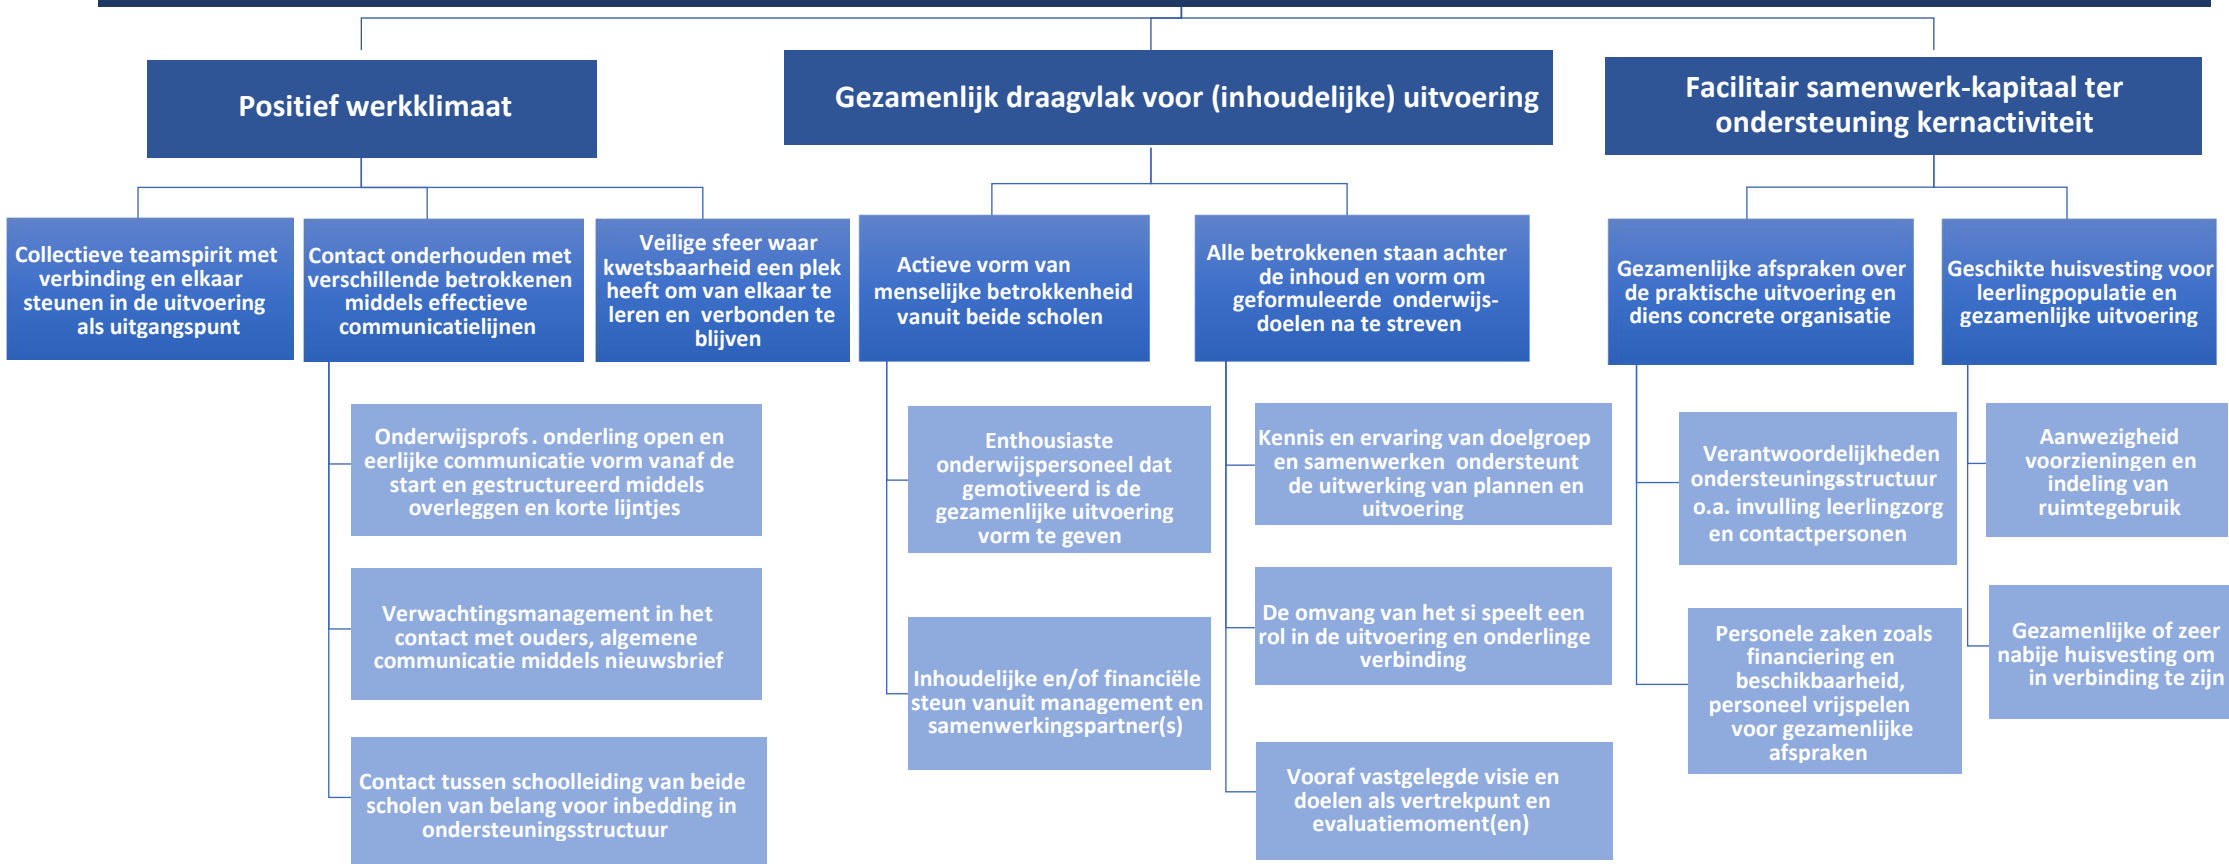 Positief werkklimaat
Gezamenlijk draagvlak voor (inhoudelijke) uitvoering
Facilitair samenwerk-kapitaal ter
ondersteuning kernactiviteit
Collectieve teamspirit met
verbinding en elkaar
steunen in de uitvoering
als uitgangspunt
Contact onderhouden met
verschillende betrokkenen
middels effectieve
communicatielijnen
Veilige sfeer waar
kwetsbaarheid een plek
heeft om van elkaar te
leren en verbonden te
blijven
Actieve vorm van
menselijke betrokkenheid
vanuit beide scholen
Alle betrokkenen staan achter
de inhoud en vorm om
geformuleerde onderwijs-
doelen na te streven
Gezamenlijke afspraken over
de praktische uitvoering en
diens concrete organisatie
Geschikte huisvesting voor
leerlingpopulatie en
gezamenlijke uitvoering
Onderwijsprofs. onderling open en
eerlijke communicatie vorm vanaf de
start en gestructureerd middels
overleggen en korte lijntjes
Verwachtingsmanagement in het
contact met ouders, algemene
communicatie middels nieuwsbrief
Contact tussen schoolleiding van beide
scholen van belang voor inbedding in
ondersteuningsstructuur
Enthousiaste
onderwijspersoneel dat
gemotiveerd is de
gezamenlijke uitvoering
vorm te geven
Inhoudelijke en/of financiële
steun vanuit management en
samenwerkingspartner(s)
Kennis en ervaring van doelgroep
en samenwerken ondersteunt
de uitwerking van plannen en
uitvoering
De omvang van het si speelt een
rol in de uitvoering en onderlinge
verbinding
Vooraf vastgelegde visie en
doelen als vertrekpunt en
evaluatiemoment(en)
Verantwoordelijkheden
ondersteuningsstructuur
o.a. invulling leerlingzorg
en contactpersonen
Personele zaken zoals
financiering en
beschikbaarheid,
personeel vrijspelen
voor gezamenlijke
afspraken
Aanwezigheid
voorzieningen en
indeling van
ruimtegebruik
Gezamenlijke of zeer
nabije huisvesting om
in verbinding te zijn